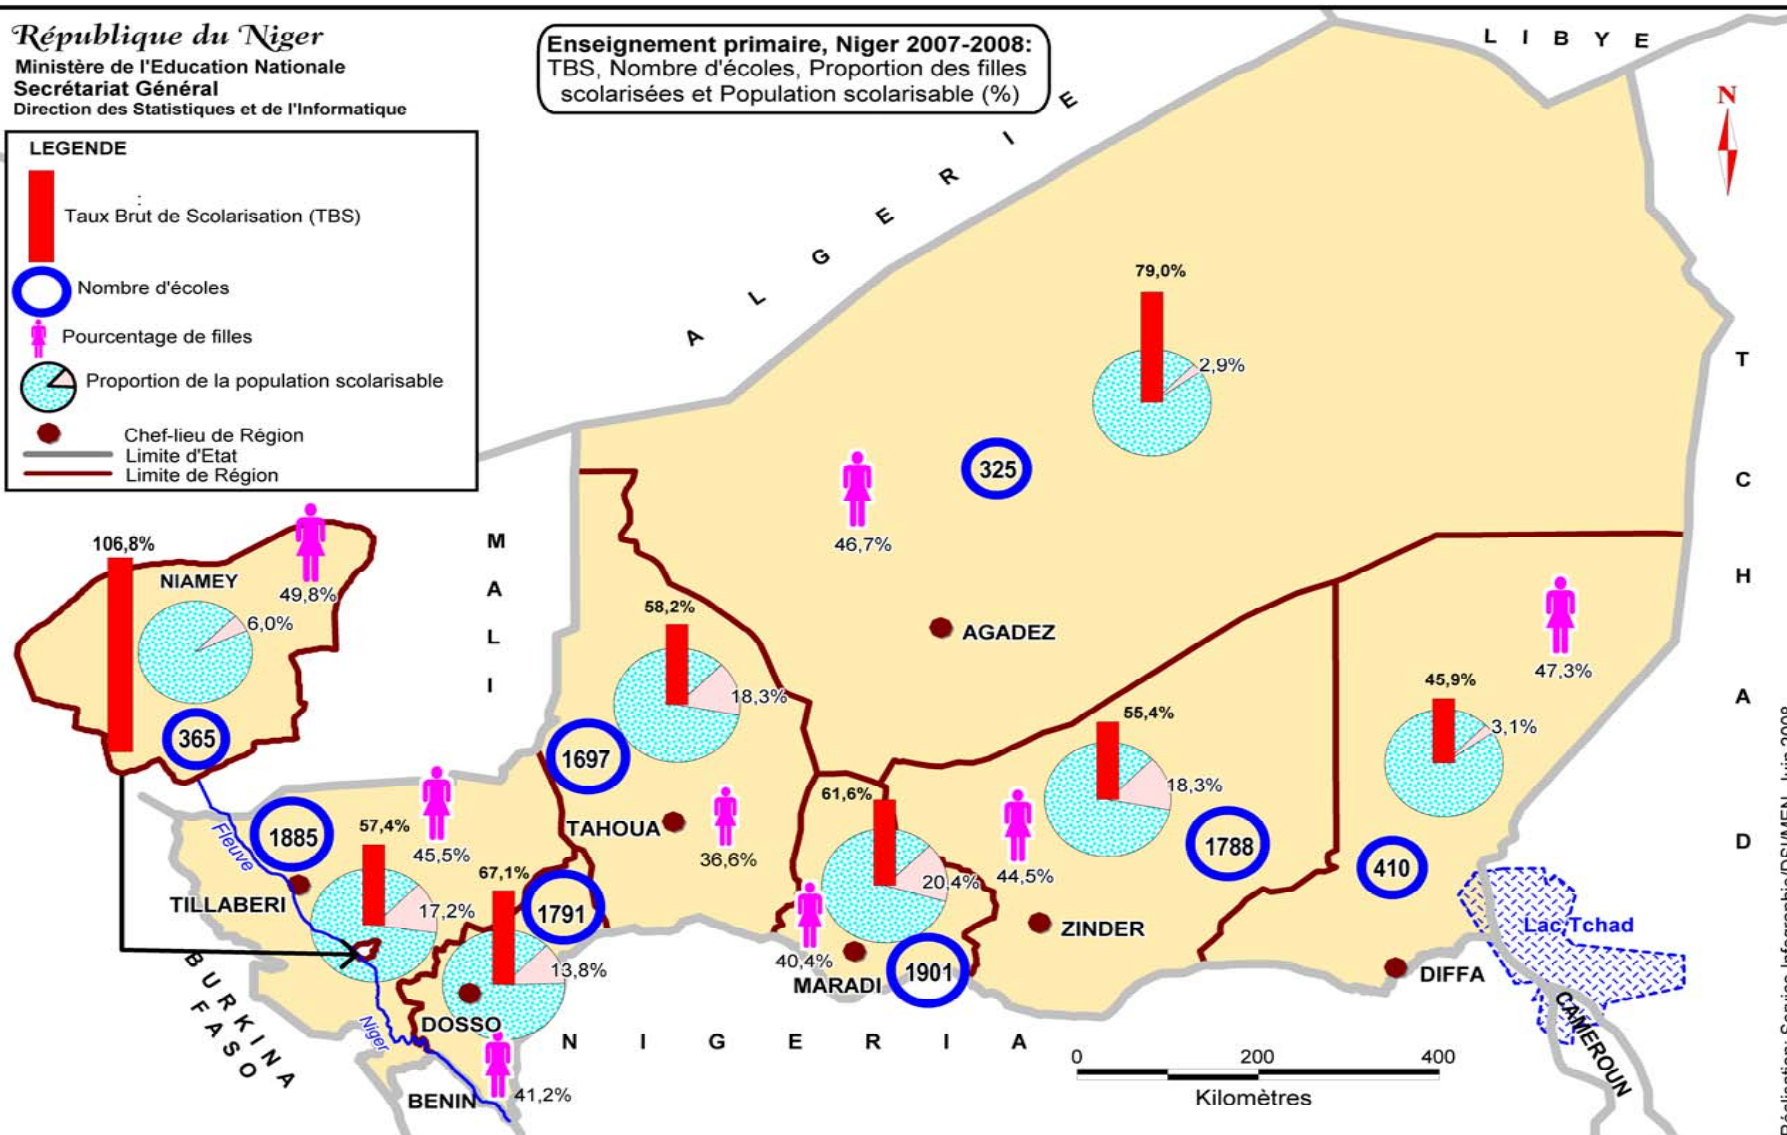 République du Niger
Ministère de l'Education Nationale
Secrétariat Général
Direction des Statistiques et de l'Informatique
Enseignement primaire, Niger 2007-2008:
TBS, Nombre d'écoles, Proportion des filles
scolarisées et Population scolarisable (%)
LEGENDE
:
Taux Brut de Scolarisation (TBS)
Nombre d'écoles
Pourcentage de filles
Proportion de la population scolarisable
Chef-lieu de Région
Limite d'Etat
Limite de Région
LIBYE
N
ALGERIE
MALI
TCHAD
79,0%
2,9%
325
46,7%
AGADEZ
106,8%
NIAMEY
49,8%
6,0%
365
58,2%
18,3%
1697
TAHOUA
36,6%
45,9%
47,3%
3,1%
410
DIFFA
55,4%
18,3%
1788
44,5%
ZINDER
61,6%
20,4%
40,4%
MARADI
1901
1885
57,4%
45,5%
TILLABERI
17,2%
67,1%
1791
13,8%
DOSSO
41,2%
Fleuve
Niger
BURKINA
FASO
BENIN
NIGERIA
Lac Tchad
CAMEROUN
0 200 400
Kilomètres
Réalisation: Service Infographie/DSI/MEN, Juin 2008